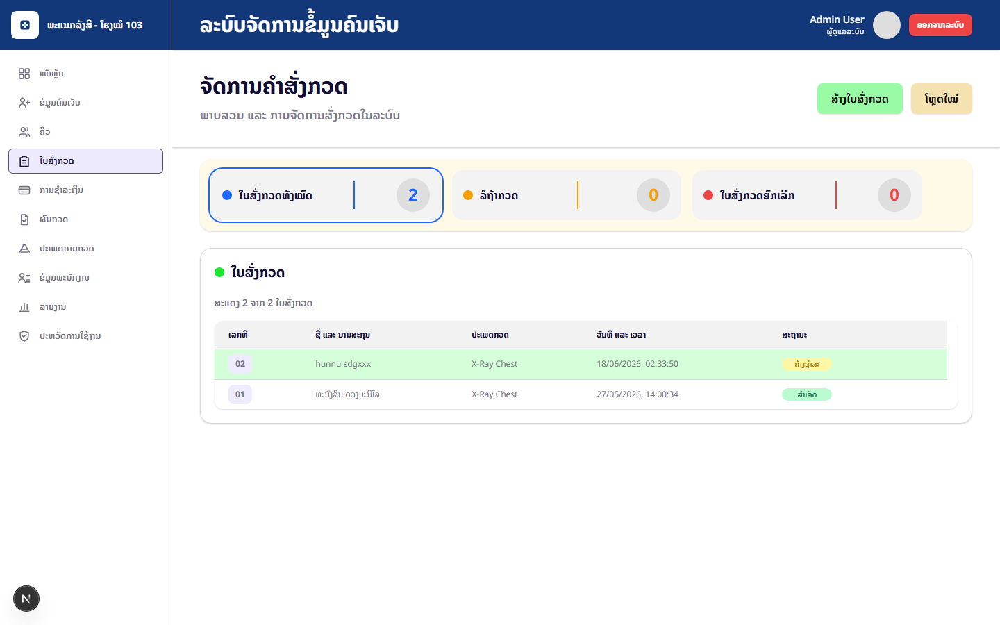 ພະແນກລັງສີ - ໂຮງໝໍ 103
ລະບົບຈັດການຂໍ້ມູນຄົນເຈັບ
Admin User
ຜູ້ດູແລລະບົບ
ອອກຈາກລະບົບ
ໜ້າຫຼັກ
ຂໍ້ມູນຄົນເຈັບ
ຄິວ
ໃບສັ່ງກວດ
ການຊໍາລະເງິນ
ຜົນກວດ
ປະເພດການກວດ
ຂໍ້ມູນພະນັກງານ
ລາຍງານ
ປະຫວັດການໃຊ້ງານ
N
ຈັດການຄໍາສັ່ງກວດ
ພາບລວມ ແລະ ການຈັດການສັ່ງກວດໃນລະບົບ
ສ້າງໃບສັ່ງກວດ
ໂຫຼດໃໝ່
ໃບສັ່ງກວດທັງໝົດ 2
ລໍຖ້າກວດ 0
ໃບສັ່ງກວດຍົກເລີກ 0
ໃບສັ່ງກວດ
ສະແດງ 2 ຈາກ 2 ໃບສັ່ງກວດ
ເລກທີ ຊື່ ແລະ ນາມສະກຸນ ປະເພດກວດ ວັນທີ ແລະ ເວລາ ສະຖານະ
02 hunnu sdgxxx X-Ray Chest 18/06/2026, 02:33:50 ຄ້າງຊໍາລະ
01 ທະນົງສິນ ດວງມະນີໄລ X-Ray Chest 27/05/2026, 14:00:34 ສໍາເລັດ